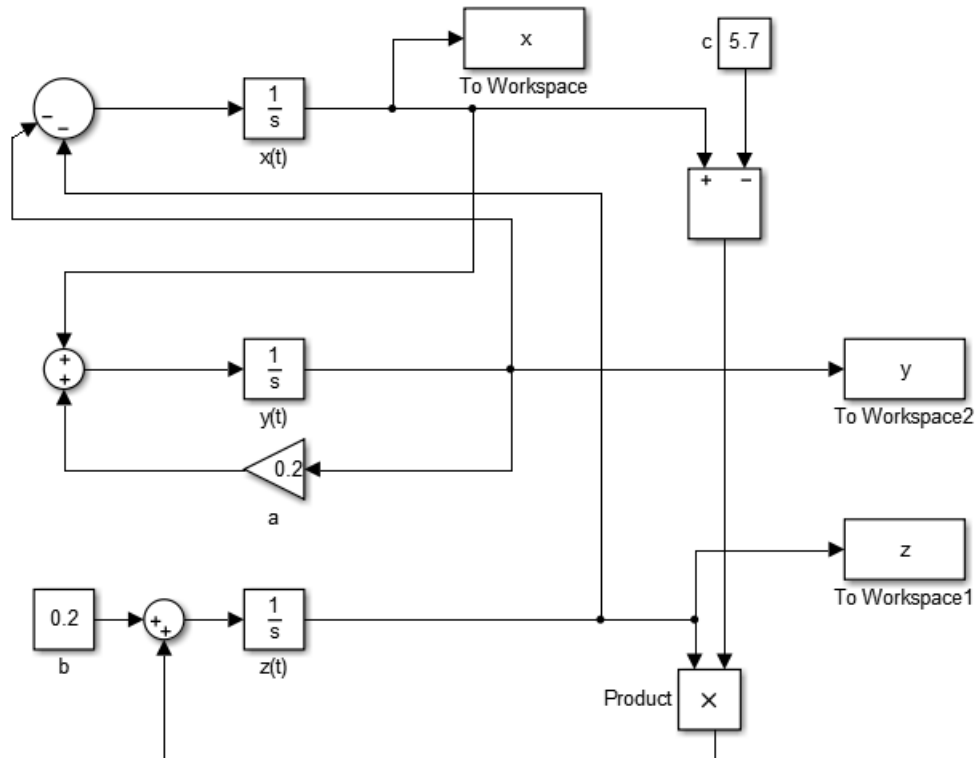 x
To Workspace
c
5.7
−
−
1
s
x(t)
+ −
+
+
1
s
y(t)
y
To Workspace2
0.2
a
z
To Workspace1
0.2
b
+
+
1
s
z(t)
Product
×